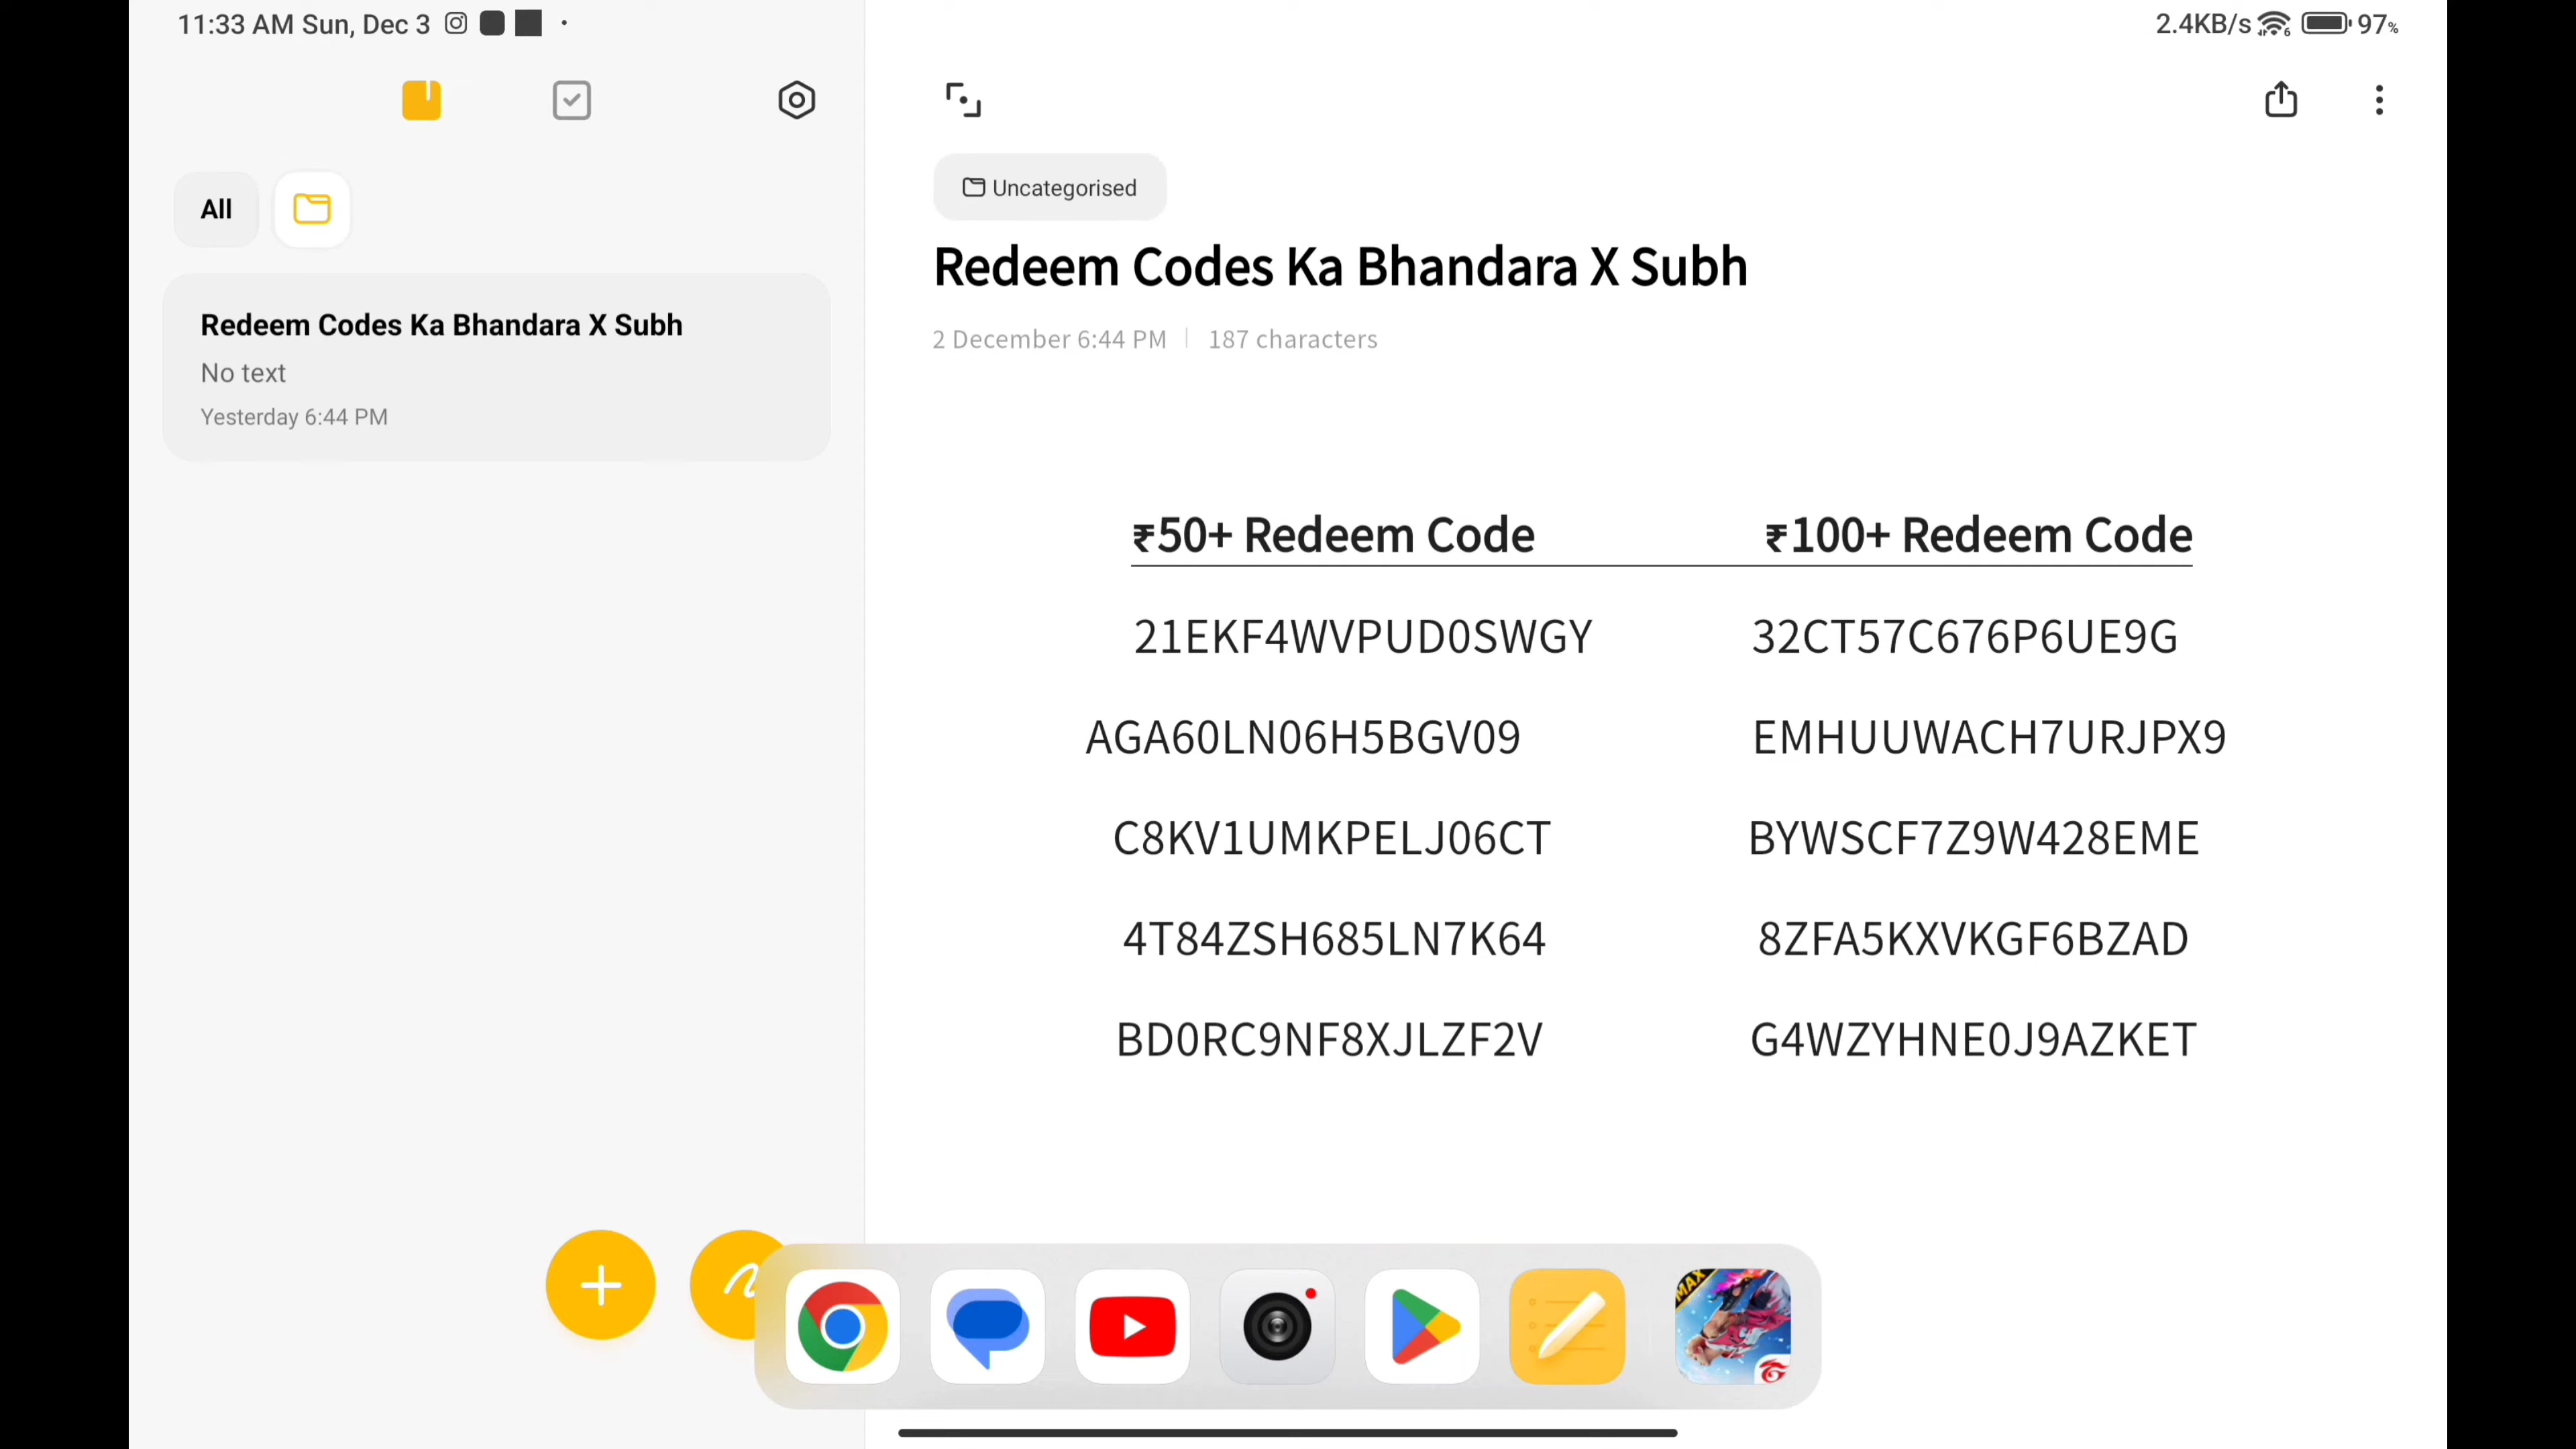 11:33 AM Sun, Dec 3
2.4KB/s 6 97%
All
Redeem Codes Ka Bhandara X Subh
No text
Yesterday 6:44 PM
Uncategorised
Redeem Codes Ka Bhandara X Subh
2 December 6:44 PM | 187 characters
₹50+ Redeem Code ₹100+ Redeem Code
21EKF4WVPUD0SWGY 32CT57C676P6UE9G
AGA60LN06H5BGV09 EMHUUWACH7URJPX9
C8KV1UMKPELJ06CT BYWSCF7Z9W428EME
4T84ZSH685LN7K64 8ZFA5KXVKGF6BZAD
BD0RC9NF8XJLZF2V G4WZYHNE0J9AZKET
MAX